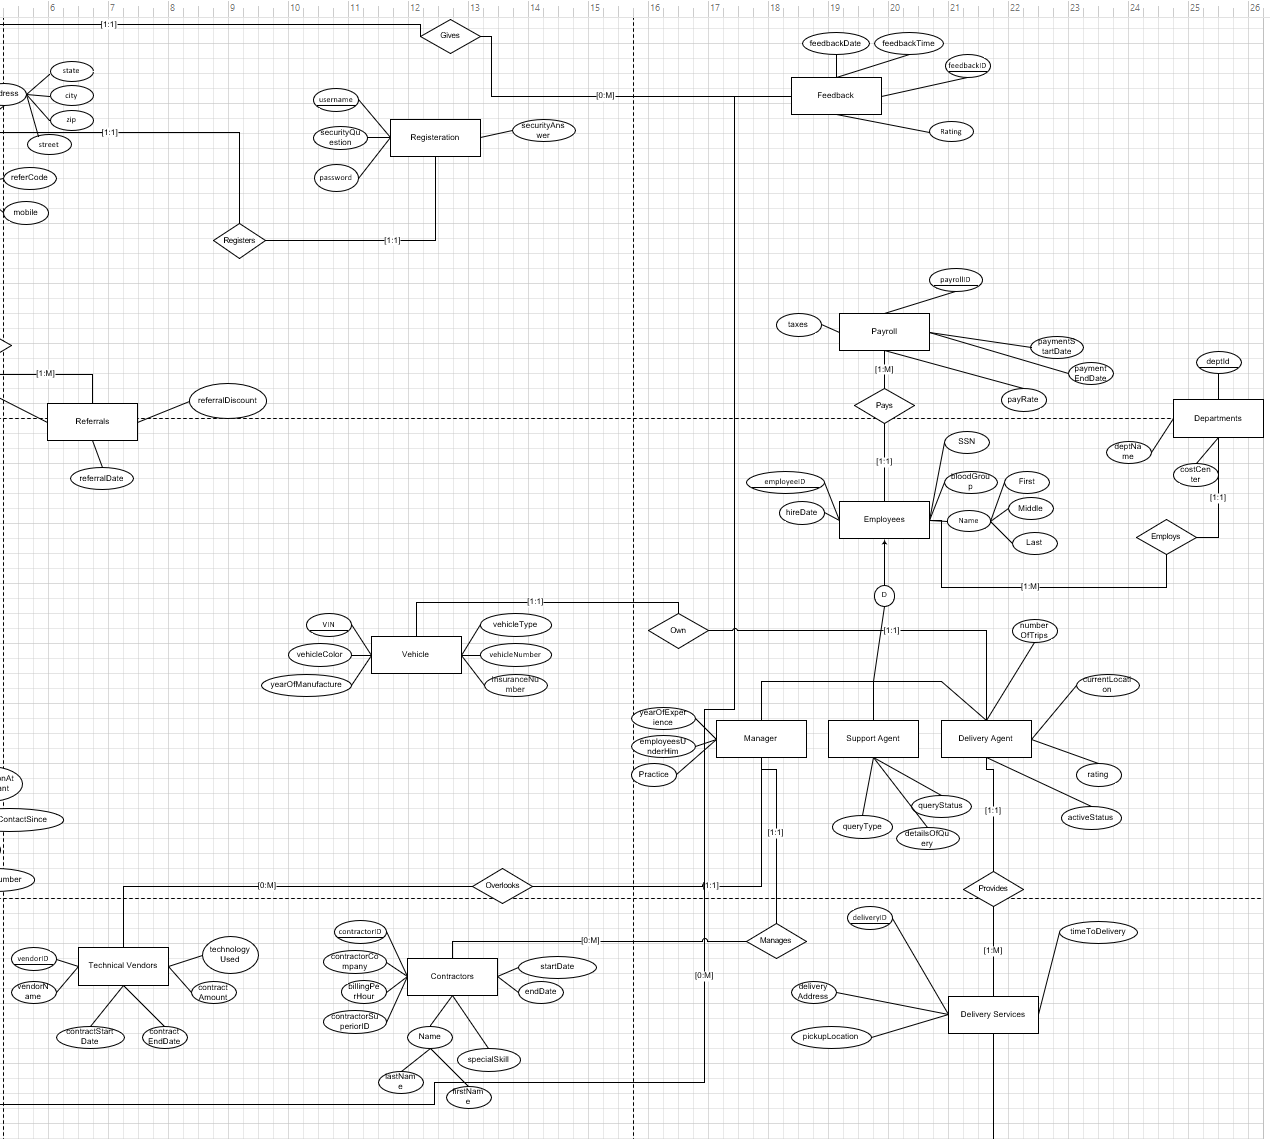 6 7 8 9 10 11 12 13 14 15 16 17 18 19 20 21 22 23 24 25 26
[1:1]
Gives
feedbackDate
feedbackTime
feedbackID
Feedback
[0:M]
Rating
state
dress
city
zip
street
[1:1]
username
securityQu
estion
password
Registeration
securityAns
wer
referCode
mobile
Registers
[1:1]
payrollID
taxes
Payroll
paymentS
tartDate
payment
EndDate
payRate
[1:M]
Pays
[1:1]
deptId
Departments
deptNa
me
costCen
ter
[1:1]
[1:M]
Referrals
referralDiscount
referralDate
SSN
employeeID
bloodGrou
p
First
hireDate
Employees
Name
Middle
Last
Employs
[1:M]
D
[1:1]
VIN
vehicleType
vehicleColor
Vehicle
vehicleNumber
yearOfManufacture
insuranceNu
mber
Own
[1:1]
number
OfTrips
currentLocati
on
yearOfExper
ience
employeesU
nderHim
Practice
Manager
Support Agent
Delivery Agent
rating
activeStatus
queryStatus
queryType
detailsOfQu
ery
[1:1]
[1:1]
onAt
ant
ContactSince
umber
[0:M]
Overlooks
[1:1]
Provides
[1:M]
Manages
[0:M]
[0:M]
vendorID
vendorN
ame
Technical Vendors
technology
Used
contract
Amount
contractStart
Date
contract
EndDate
contractorID
contractorCo
mpany
billingPe
rHour
contractorSu
periorID
Contractors
startDate
endDate
Name
specialSkill
lastNam
e
firstNam
e
deliveryID
timeToDelivery
delivery
Address
Delivery Services
pickupLocation